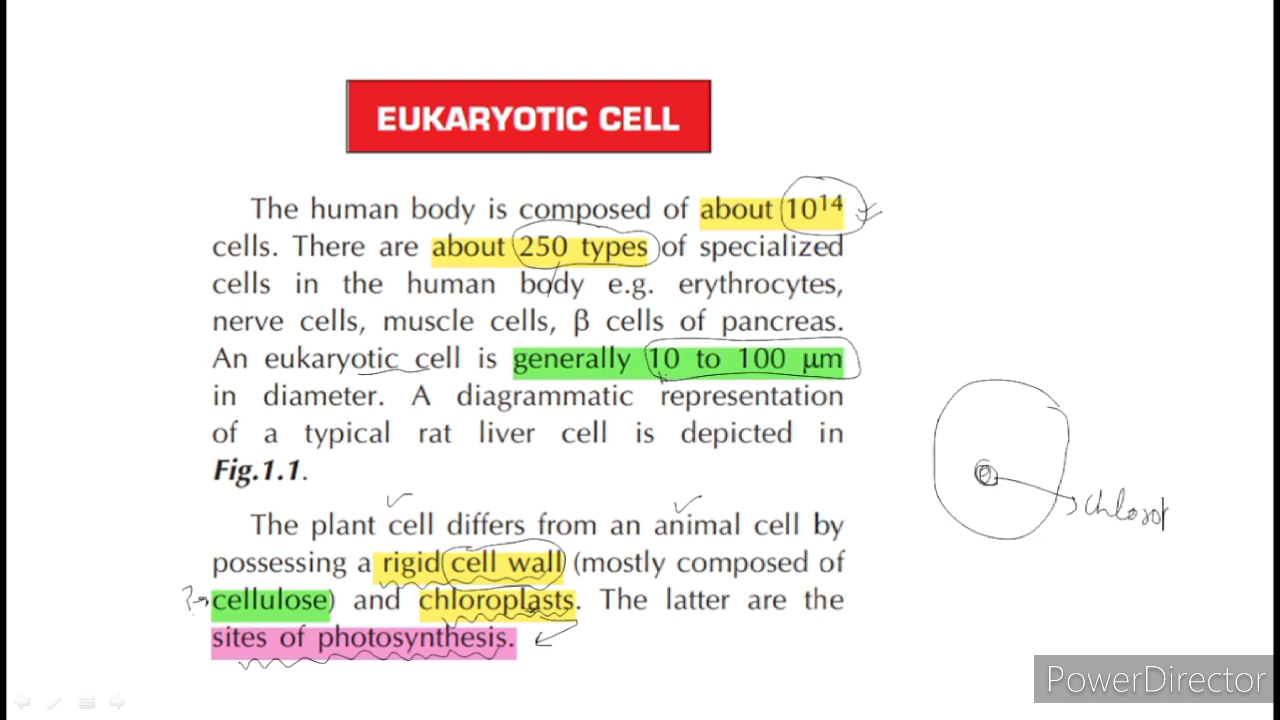 EUKARYOTIC CELL
The human body is composed of about 10¹⁴
cells. There are about 250 types of specialized
cells in the human body e.g. erythrocytes,
nerve cells, muscle cells, β cells of pancreas.
An eukaryotic cell is generally 10 to 100 μm
in diameter. A diagrammatic representation
of a typical rat liver cell is depicted in
Fig.1.1.
The plant cell differs from an animal cell by
possessing a rigid cell wall (mostly composed of
?→ cellulose) and chloroplasts. The latter are the
sites of photosynthesis.
PowerDirector